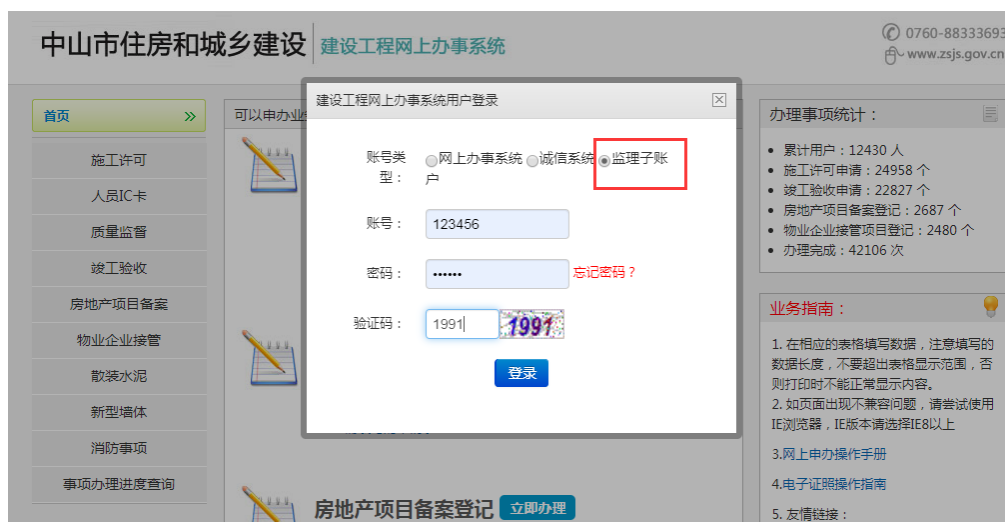 中山市住房和城乡建设
建设工程网上办事系统
0760-88333693
www.zsjs.gov.cn
首页
施工许可
人员IC卡
质量监督
竣工验收
房地产项目备案
物业企业接管
散装水泥
新型墙体
消防事项
事项办理进度查询
可以申办业
建设工程网上办事系统用户登录
账号类 网上办事系统 诚信系统 监理子账
型： 户
账号： 123456
密码： •••••• 忘记密码？
验证码： 1991 1991
登录
房地产项目备案登记 立即办理
办理事项统计：
累计用户：12430 人
施工许可申请：24958 个
竣工验收申请：22827 个
房地产项目备案登记：2687 个
物业企业接管项目登记：2480 个
办理完成：42106 次
业务指南：
1. 在相应的表格填写数据，注意填写的
数据长度，不要超出表格显示范围，否
则打印时不能正常显示内容。
2. 如页面出现不兼容问题，请尝试使用
IE浏览器，IE版本请选择IE8以上
3.网上申办操作手册
4.电子证照操作指南
5. 友情链接：